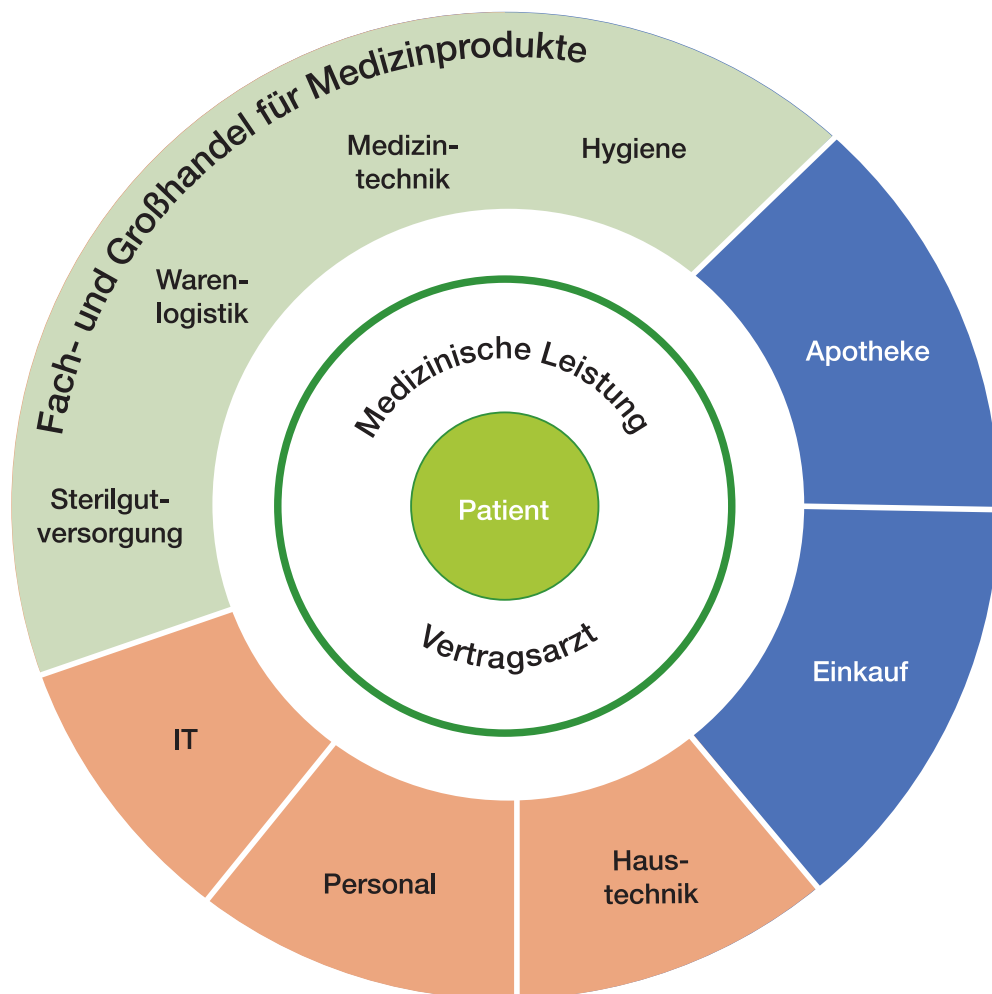 Fach- und Großhandel für Medizinprodukte
Medizin-
technik
Hygiene
Waren-
logistik
Sterilgut-
versorgung
Apotheke
Einkauf
Medizinische Leistung
Patient
Vertragsarzt
IT
Personal
Haus-
technik